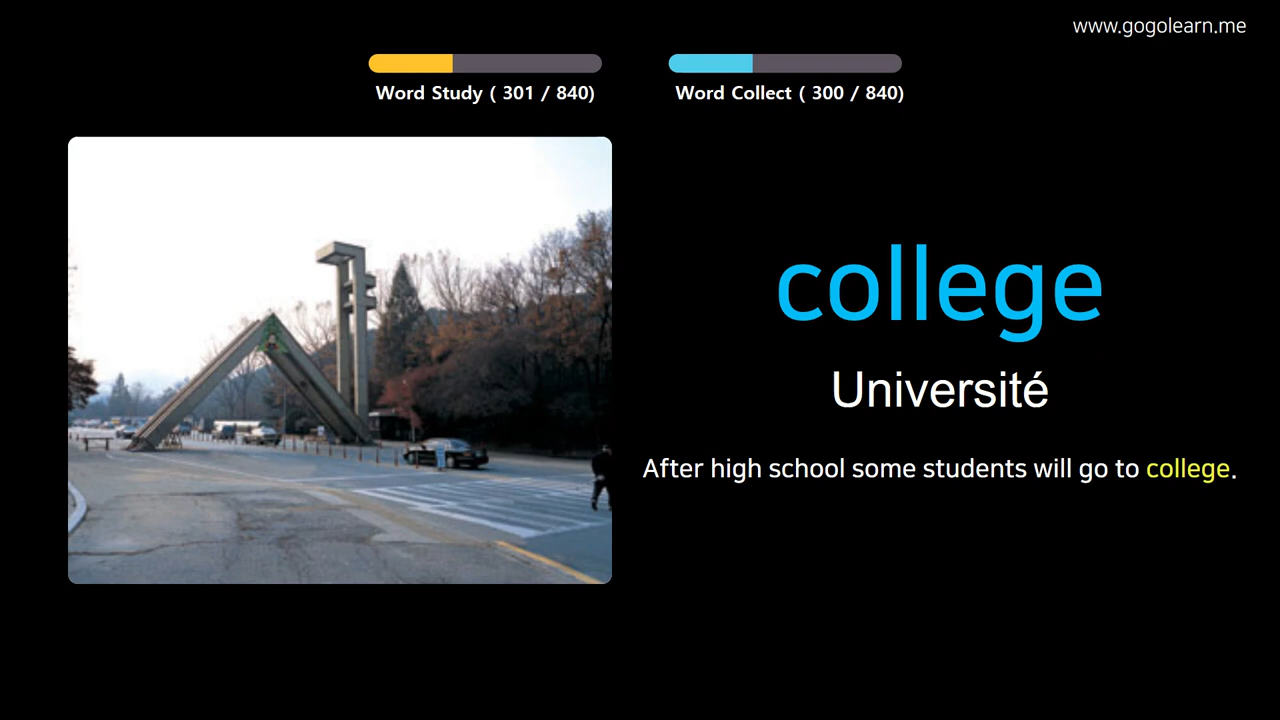 www.gogolearn.me
Word Study ( 301 / 840)
Word Collect ( 300 / 840)
college
Université
After high school some students will go to college.